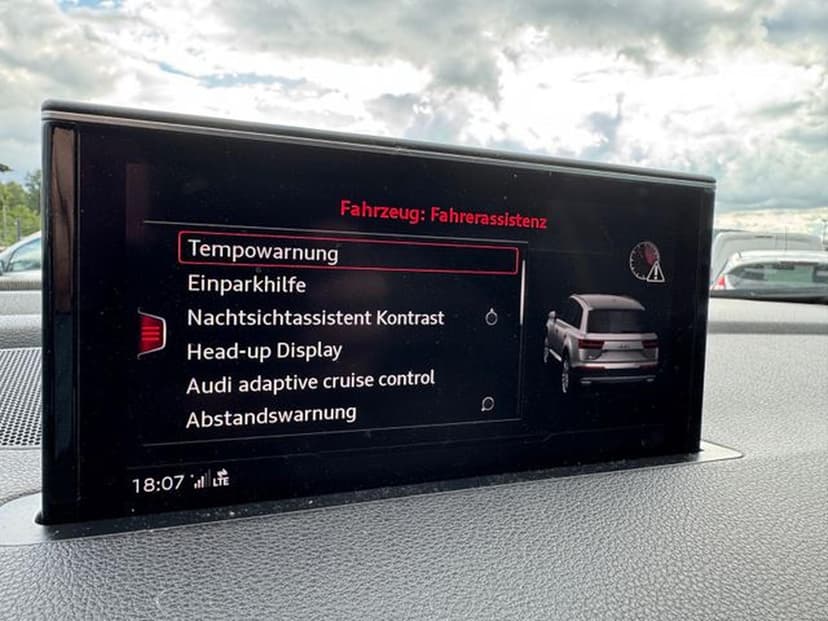 Fahrzeug: Fahrerassistenz
Tempowarnung
Einparkhilfe
Nachtsichtassistent Kontrast
Head-up Display
Audi adaptive cruise control
Abstandswarnung
18:07 LTE